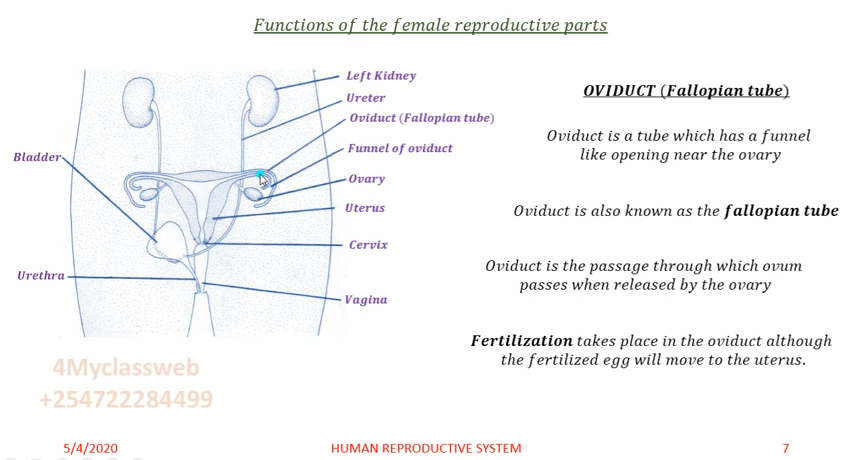 Functions of the female reproductive parts
Left Kidney
Ureter
Oviduct (Fallopian tube)
Funnel of oviduct
Bladder
Ovary
Uterus
Cervix
Urethra
Vagina
OVIDUCT (Fallopian tube)
Oviduct is a tube which has a funnel
like opening near the ovary
Oviduct is also known as the fallopian tube
Oviduct is the passage through which ovum
passes when released by the ovary
Fertilization takes place in the oviduct although
the fertilized egg will move to the uterus.
4Myclassweb
+254722284499
5/4/2020
HUMAN REPRODUCTIVE SYSTEM
7